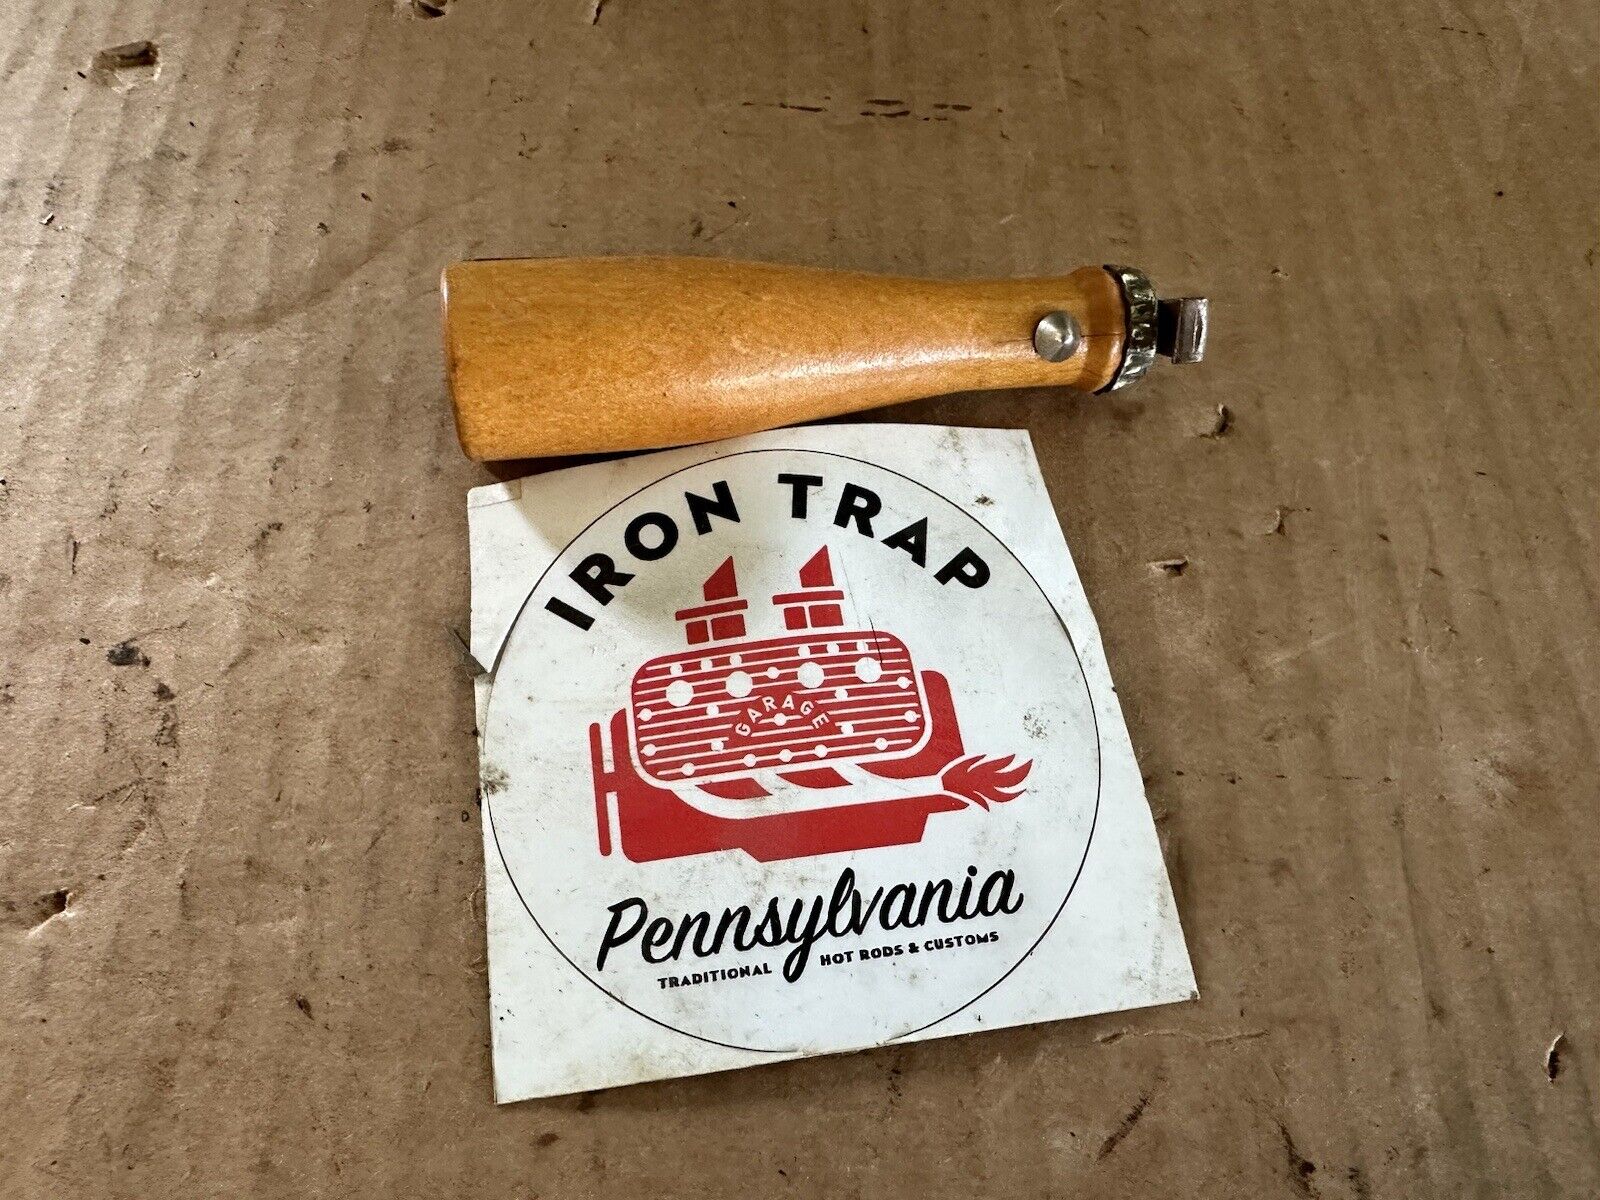 IRON TRAP
GARAGE
Pennsylvania
TRADITIONAL HOT RODS & CUSTOMS